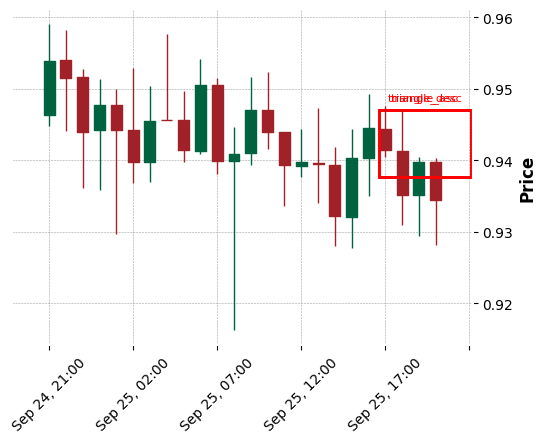 0.96
0.95
0.94
0.93
0.92
Price
Sep 24, 21:00
Sep 25, 02:00
Sep 25, 07:00
Sep 25, 12:00
Sep 25, 17:00